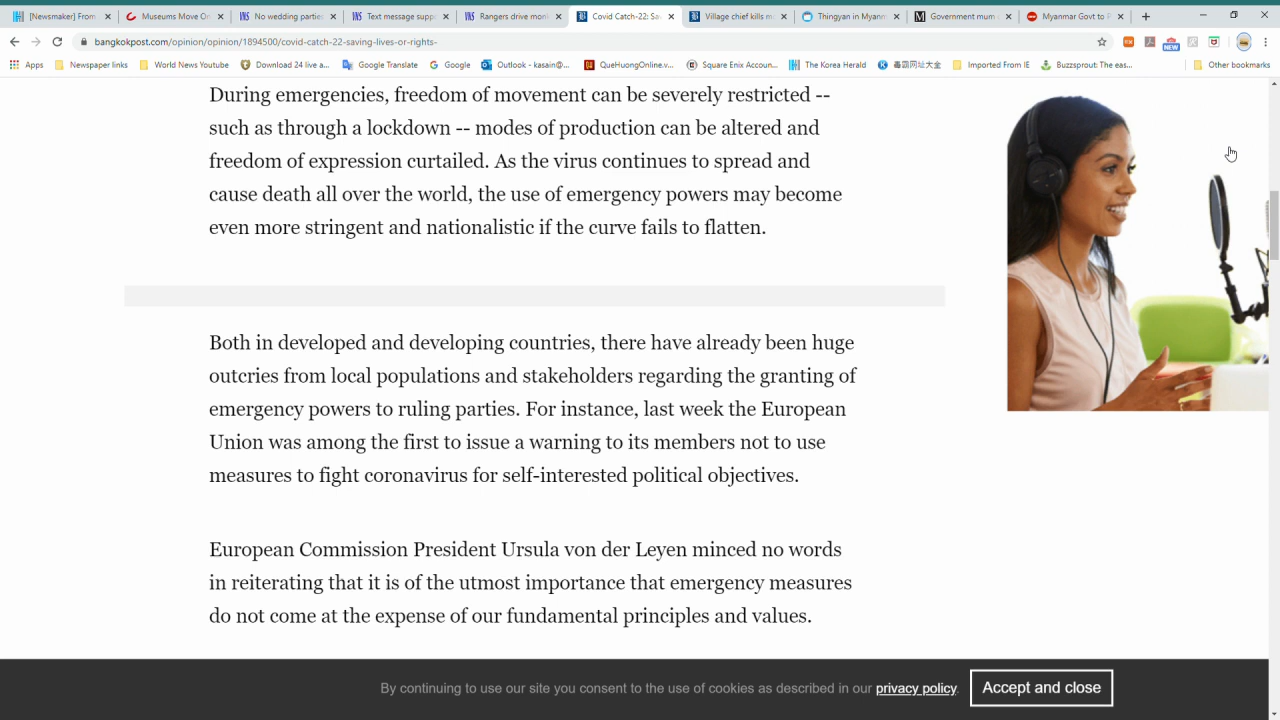 [Newsmaker] From
Museums Move On
No wedding parties
Text message suppo
Rangers drive monk
Covid Catch-22; Sav
Village chief kills m
Thingyan in Myanm
Government mum o
Myanmar Govt to P
bangkokpost.com/opinion/opinion/1894500/covid-catch-22-saving-lives-or-rights-
NEW
Apps
Newspaper links
World News Youtube
Download 24 live a...
Google Translate
Google
Outlook - kasain@...
QueHuongOnline.v...
Square Enix Accoun...
The Korea Herald
毒霸网址大全
Imported From IE
Buzzsprout: The eas...
Other bookmarks
During emergencies, freedom of movement can be severely restricted --
such as through a lockdown -- modes of production can be altered and
freedom of expression curtailed. As the virus continues to spread and
cause death all over the world, the use of emergency powers may become
even more stringent and nationalistic if the curve fails to flatten.
Both in developed and developing countries, there have already been huge
outcries from local populations and stakeholders regarding the granting of
emergency powers to ruling parties. For instance, last week the European
Union was among the first to issue a warning to its members not to use
measures to fight coronavirus for self-interested political objectives.
European Commission President Ursula von der Leyen minced no words
in reiterating that it is of the utmost importance that emergency measures
do not come at the expense of our fundamental principles and values.
By continuing to use our site you consent to the use of cookies as described in our privacy policy.
Accept and close